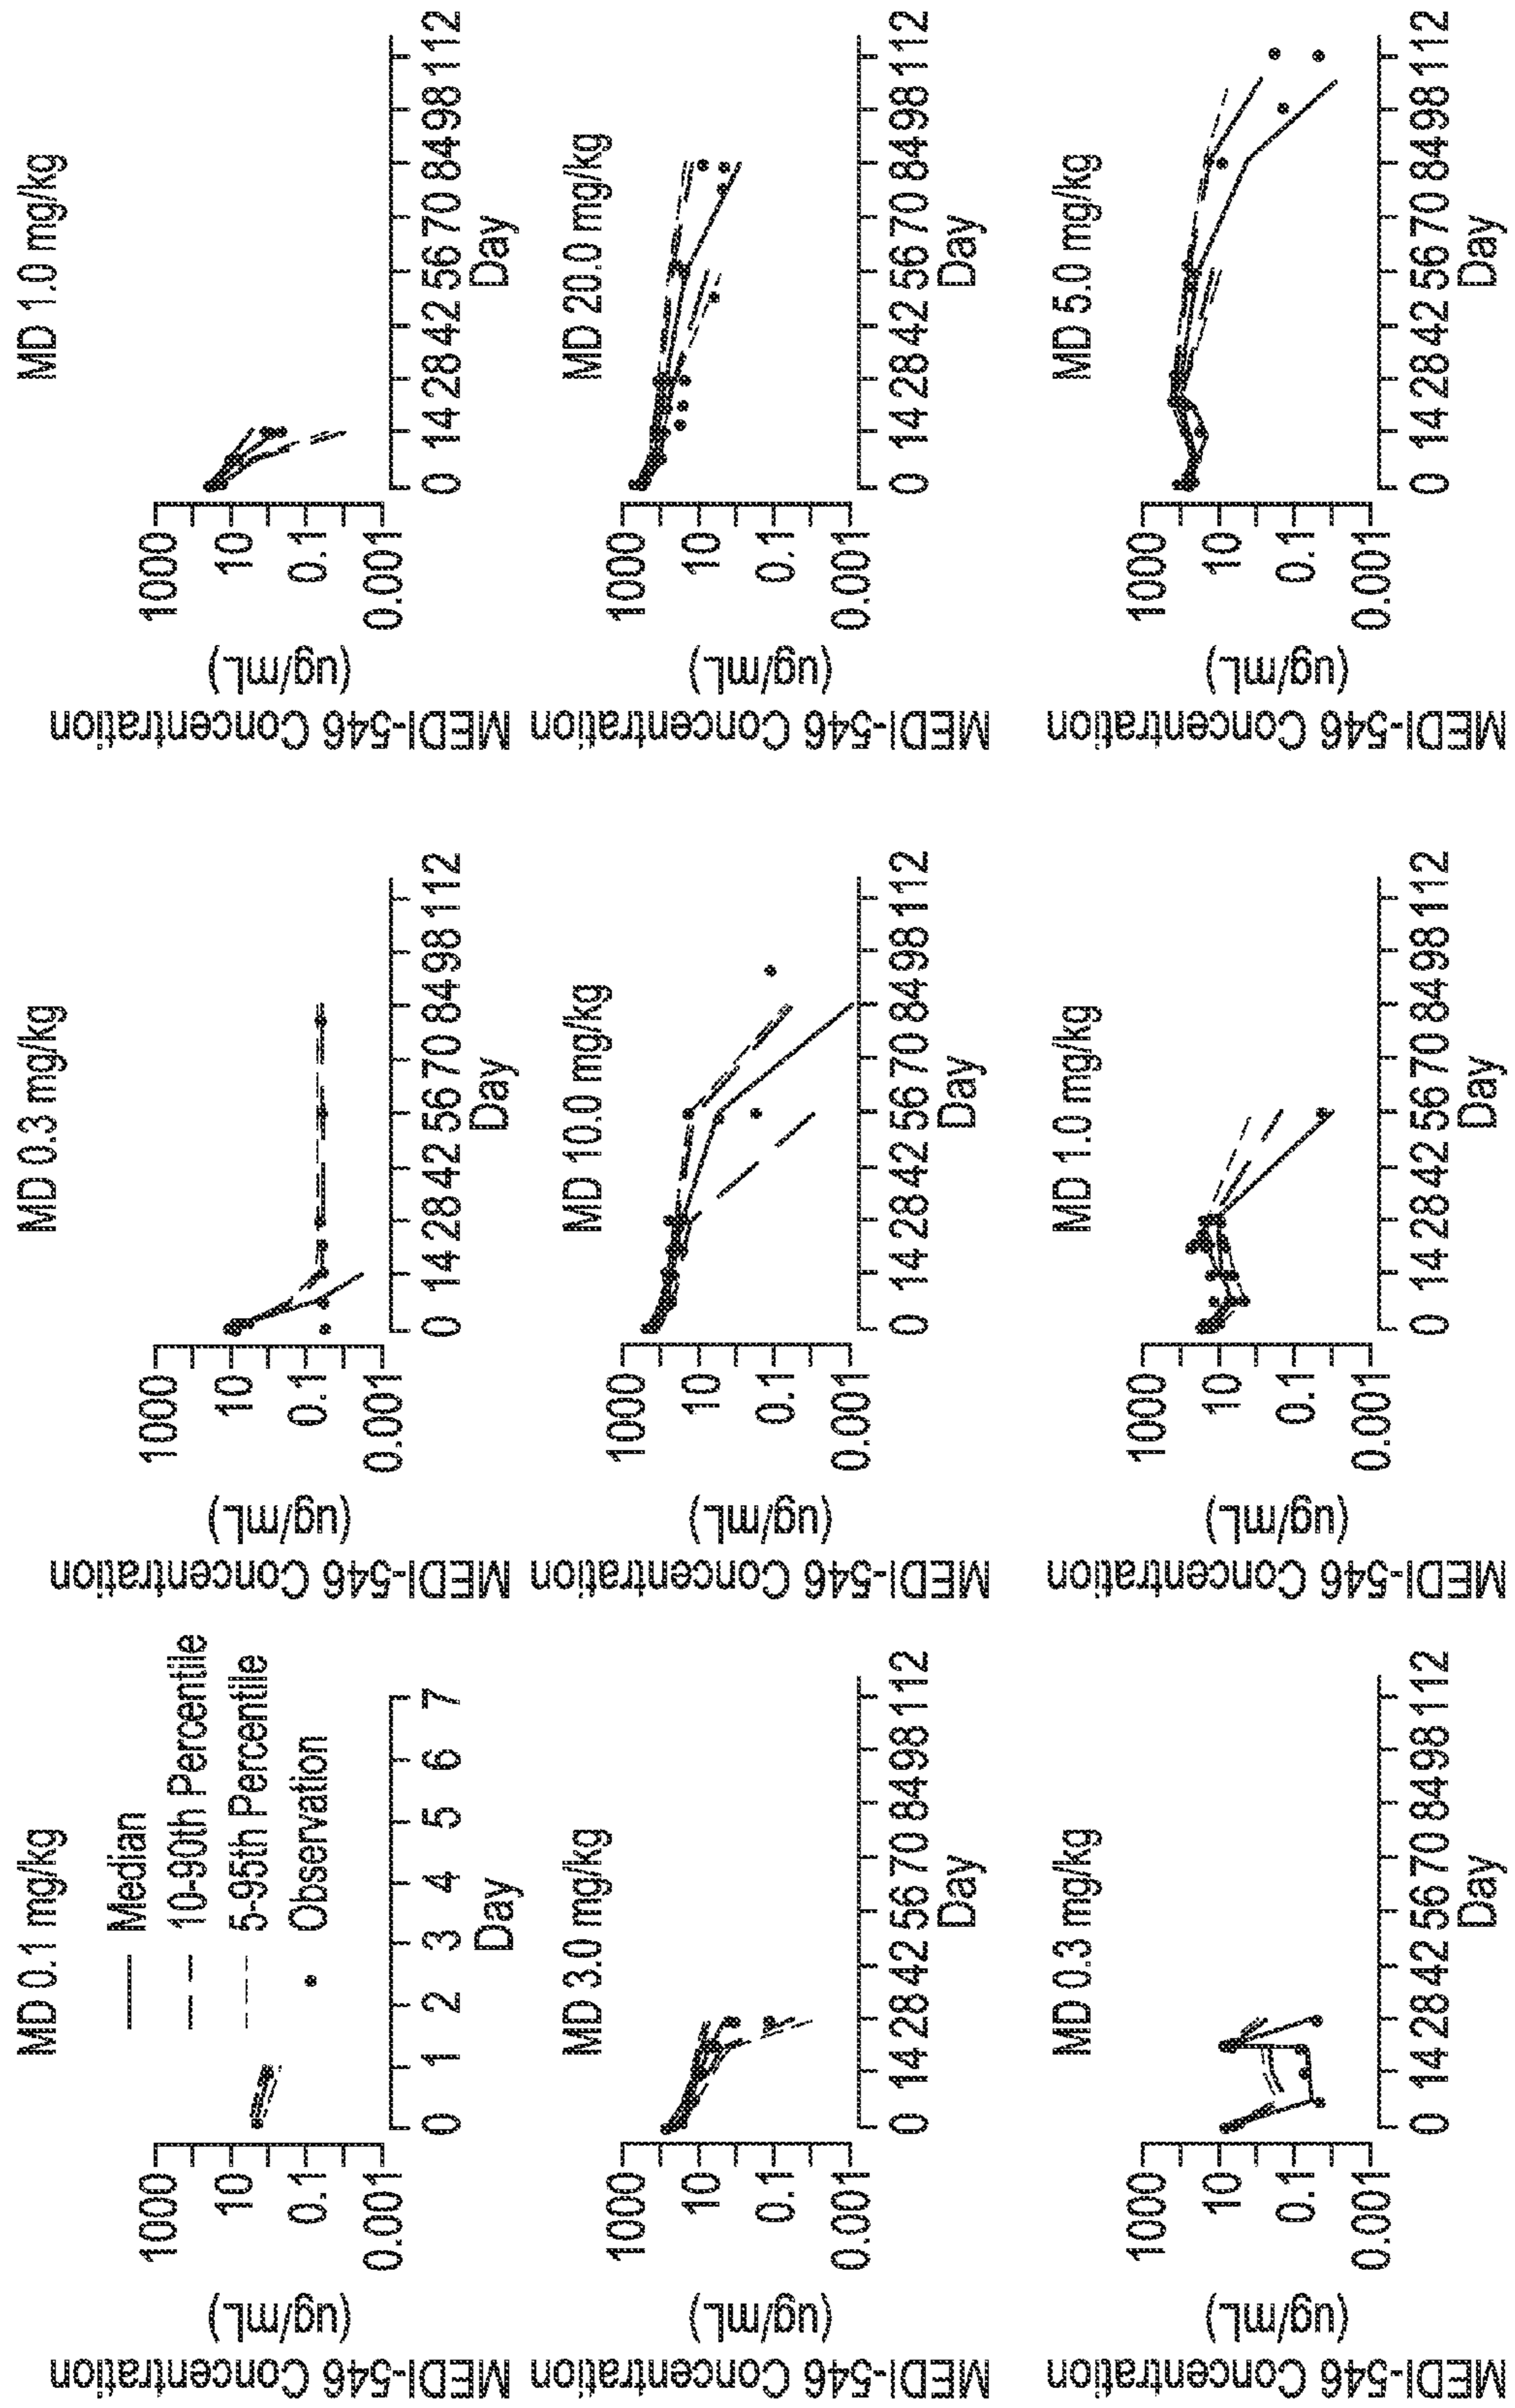 MD 0.1 mg/kg
Median
10-90th Percentile
5-95th Percentile
Observation
MEDI-546 Concentration
(ug/mL)
1000
10
0.1
0.001
0 1 2 3 4 5 6 7
Day
MD 0.3 mg/kg
MEDI-546 Concentration
(ug/mL)
1000
10
0.1
0.001
0 14 28 42 56 70 84 98 112
Day
MD 1.0 mg/kg
MEDI-546 Concentration
(ug/mL)
1000
10
0.1
0.001
0 14 28 42 56 70 84 98 112
Day
MD 3.0 mg/kg
MEDI-546 Concentration
(ug/mL)
1000
10
0.1
0.001
0 14 28 42 56 70 84 98 112
Day
MD 10.0 mg/kg
MEDI-546 Concentration
(ug/mL)
1000
10
0.1
0.001
0 14 28 42 56 70 84 98 112
Day
MD 20.0 mg/kg
MEDI-546 Concentration
(ug/mL)
1000
10
0.1
0.001
0 14 28 42 56 70 84 98 112
Day
MD 0.3 mg/kg
MEDI-546 Concentration
(ug/mL)
1000
10
0.1
0.001
0 14 28 42 56 70 84 98 112
Day
MD 1.0 mg/kg
MEDI-546 Concentration
(ug/mL)
1000
10
0.1
0.001
0 14 28 42 56 70 84 98 112
Day
MD 5.0 mg/kg
MEDI-546 Concentration
(ug/mL)
1000
10
0.1
0.001
0 14 28 42 56 70 84 98 112
Day